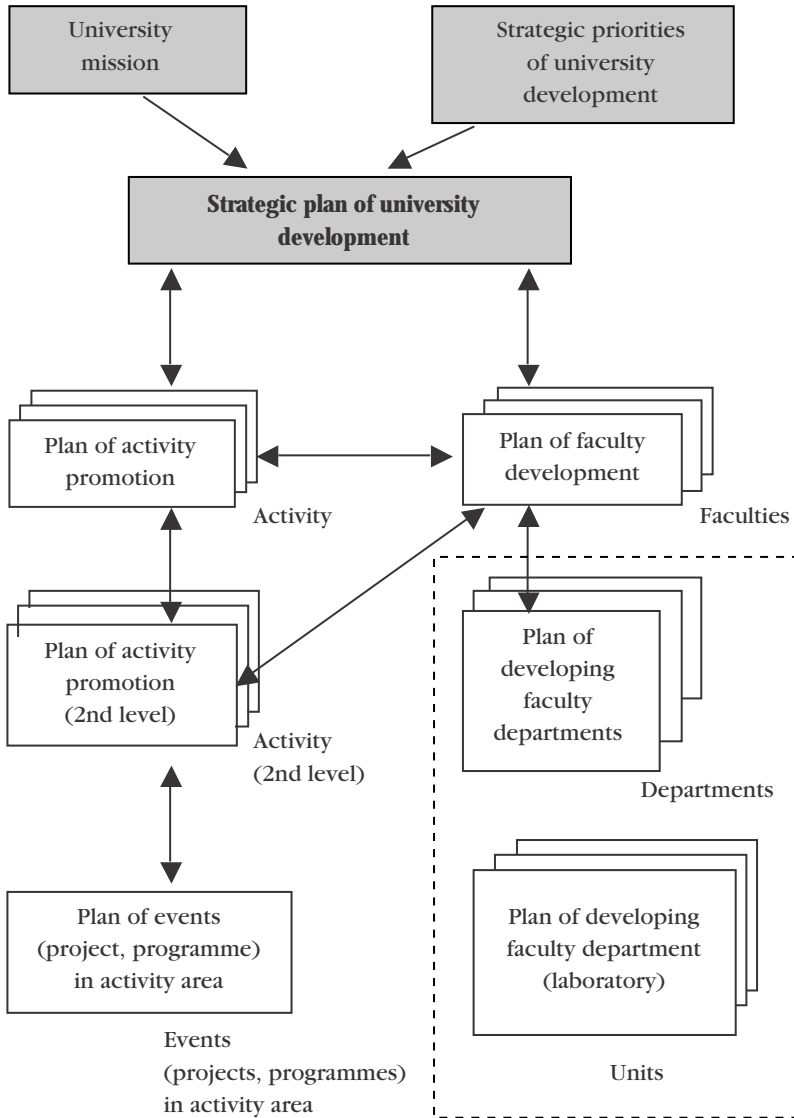 University
mission
Strategic priorities
of university
development
Strategic plan of university
development
Plan of activity
promotion
Activity
Plan of faculty
development
Faculties
Plan of activity
promotion
(2nd level)
Activity
(2nd level)
Plan of
developing
faculty
departments
Departments
Plan of events
(project, programme)
in activity area
Events
(projects, programmes)
in activity area
Plan of developing
faculty department
(laboratory)
Units